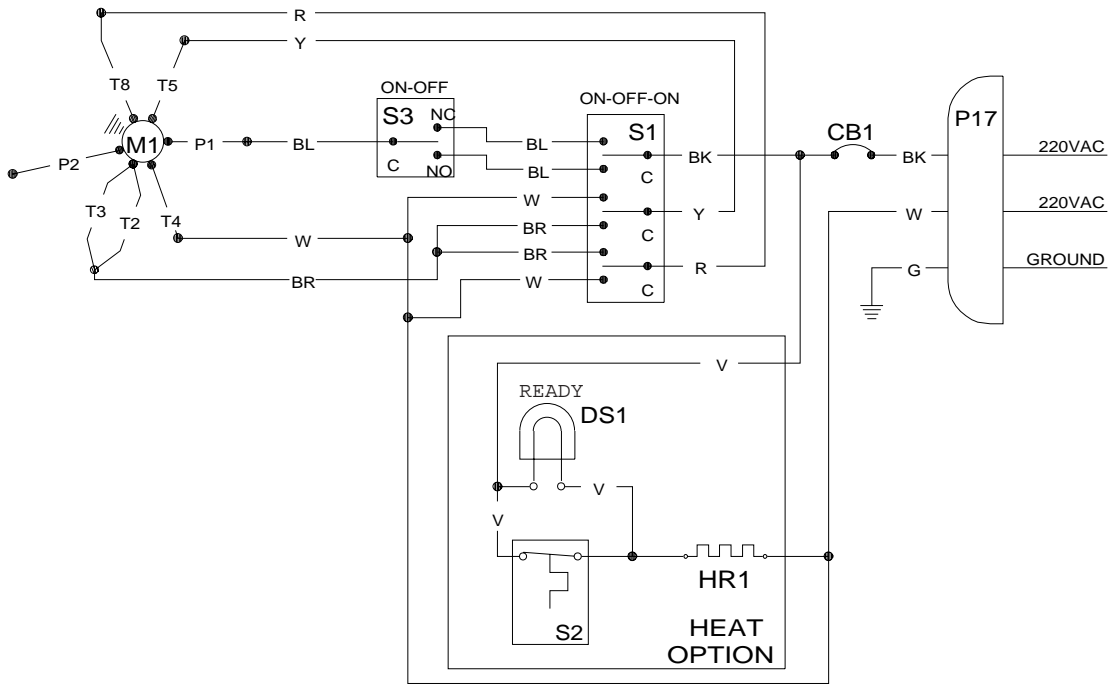 R
Y
T8
T5
ON-OFF
ON-OFF-ON
S3
NC
S1
CB1
P17
M1
P1
BL
BL
BK
BK
220VAC
P2
C
NO
BL
C
W
Y
W
220VAC
T3
T2
T4
BR
C
W
BR
R
G
GROUND
BR
W
C
V
READY
DS1
V
V
HR1
S2
HEAT
OPTION